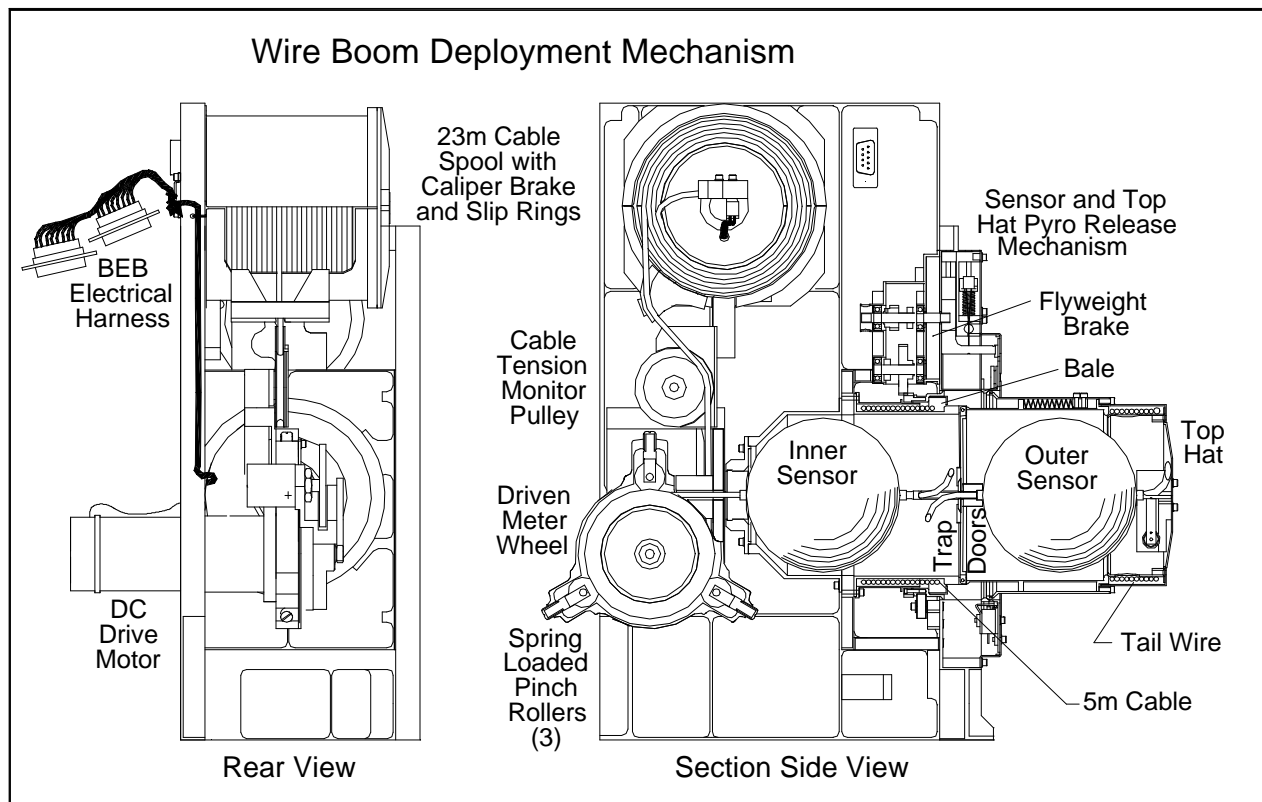 Wire Boom Deployment Mechanism
23m Cable
Spool with
Caliper Brake
and Slip Rings
BEB
Electrical
Harness
Sensor and Top
Hat Pyro Release
Mechanism
Flyweight
Brake
Cable
Tension
Monitor
Pulley
Bale
Inner
Sensor
Outer
Sensor
Top
Hat
Driven
Meter
Wheel
Trap
Doors
DC
Drive
Motor
Spring
Loaded
Pinch
Rollers
(3)
Tail Wire
5m Cable
Rear View
Section Side View